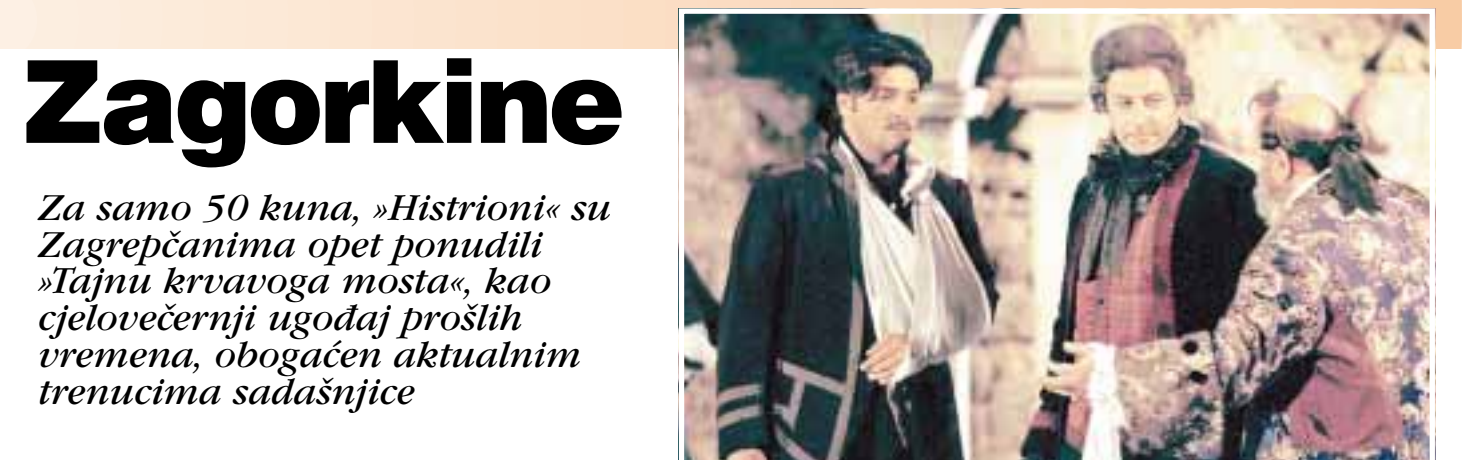 Zagorkine
Za samo 50 kuna, »Histrioni« su
Zagrepčanima opet ponudili
»Tajnu krvavoga mosta«, kao
cjelovečernji ugođaj prošlih
vremena, obogaćen aktualnim
trenucima sadašnjice